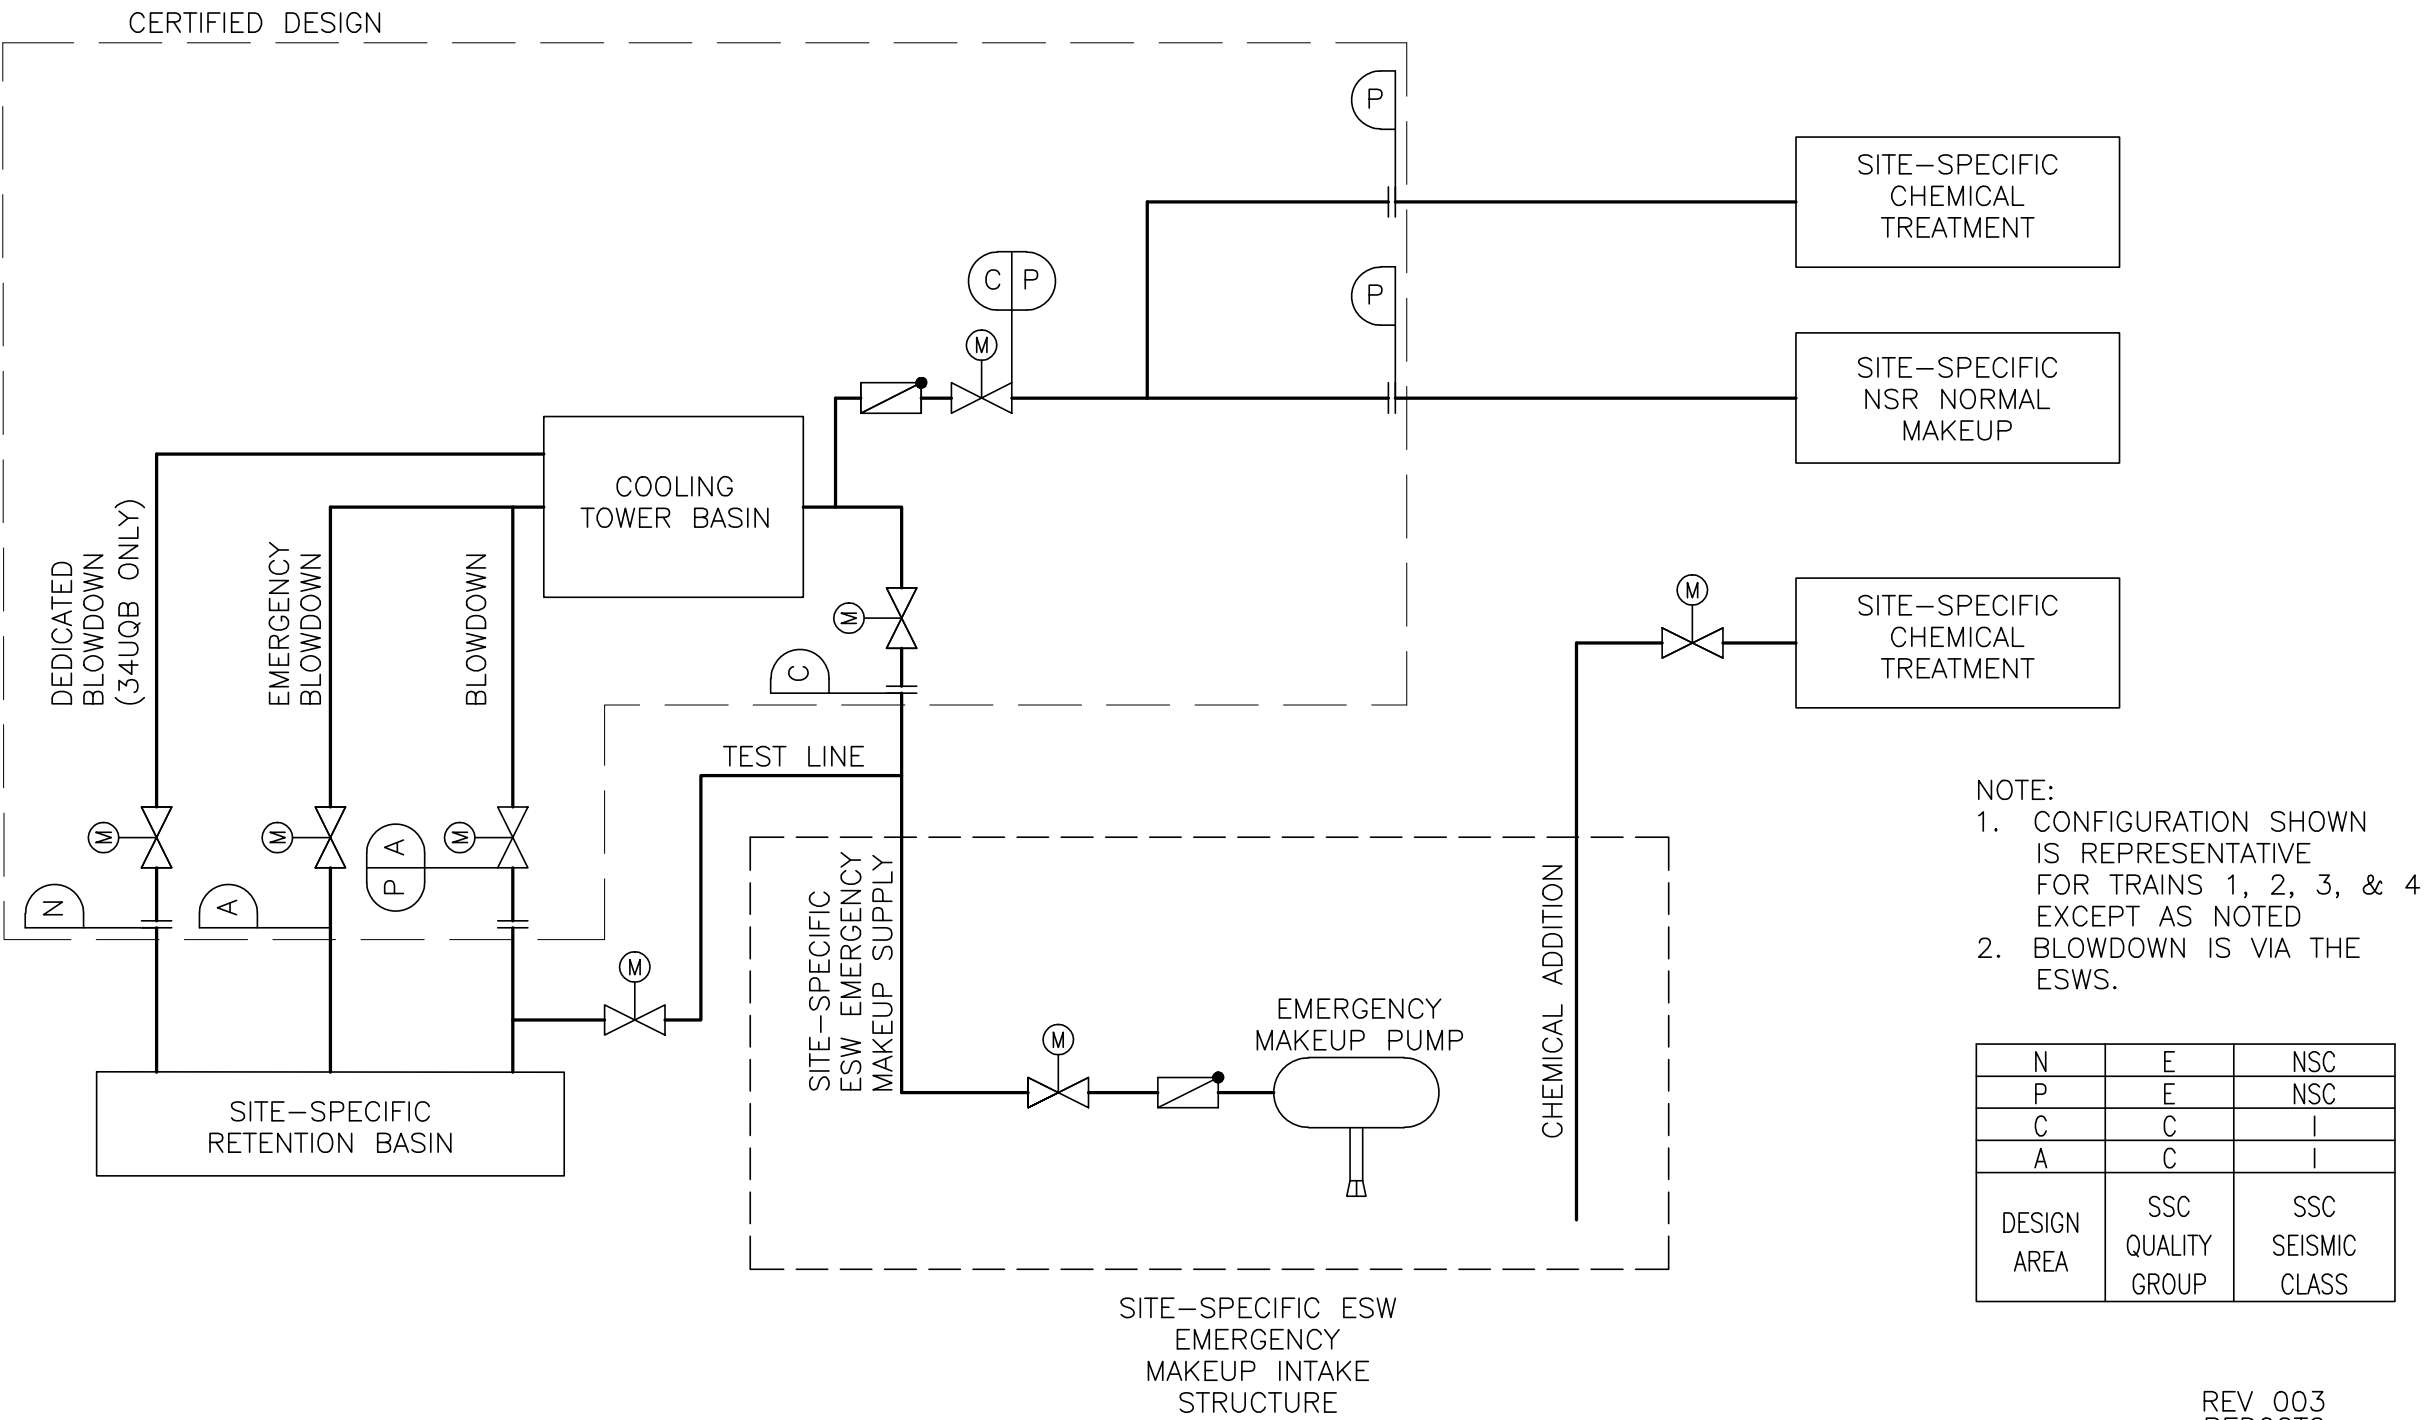 CERTIFIED DESIGN
P
SITE-SPECIFIC
CHEMICAL
TREATMENT
C P
P
M
SITE-SPECIFIC
NSR NORMAL
MAKEUP
COOLING
TOWER BASIN
DEDICATED
BLOWDOWN
(34UQB ONLY)
EMERGENCY
BLOWDOWN
BLOWDOWN
M
C
M
SITE-SPECIFIC
CHEMICAL
TREATMENT
TEST LINE
M
M
M
P A
N
A
M
SITE-SPECIFIC
ESW EMERGENCY
MAKEUP SUPPLY
M
EMERGENCY
MAKEUP PUMP
CHEMICAL ADDITION
SITE-SPECIFIC
RETENTION BASIN
SITE-SPECIFIC ESW
EMERGENCY
MAKEUP INTAKE
STRUCTURE
NOTE:
1. CONFIGURATION SHOWN
IS REPRESENTATIVE
FOR TRAINS 1, 2, 3, & 4
EXCEPT AS NOTED
2. BLOWDOWN IS VIA THE
ESWS.
N E NSC
P E NSC
C C I
A C I
DESIGN
AREA
SSC
QUALITY
GROUP
SSC
SEISMIC
CLASS
REV 003